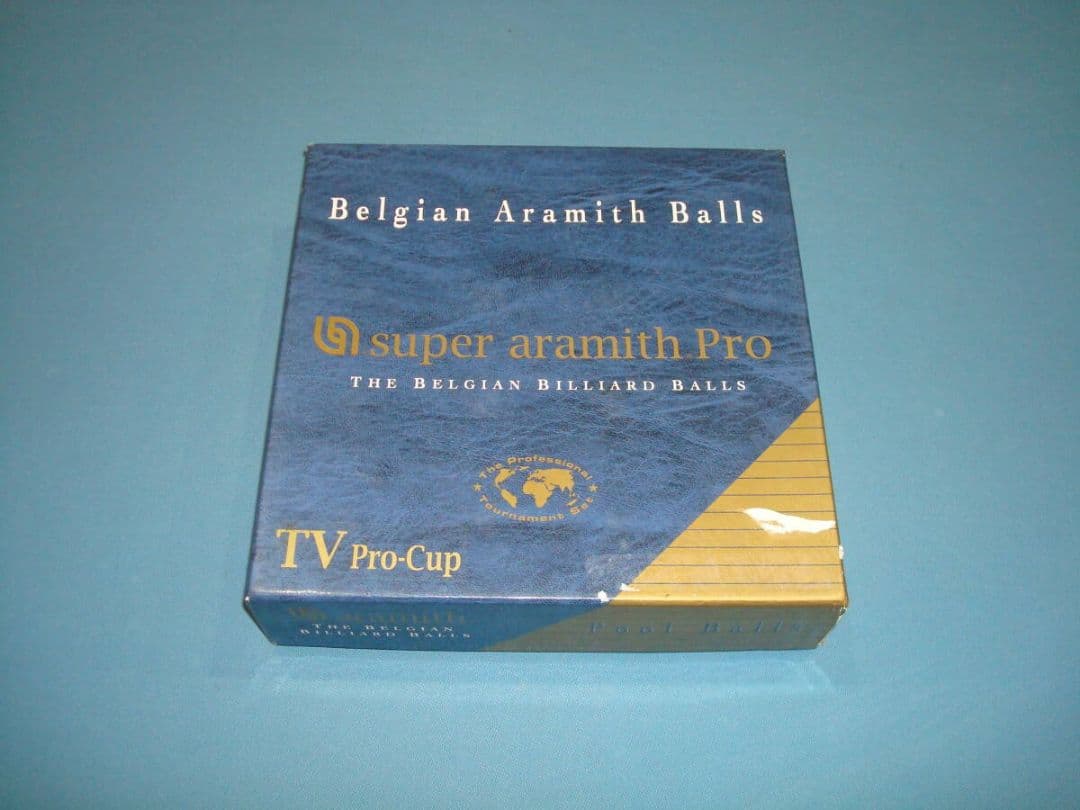 Belgian Aramith Balls
super aramith Pro
THE BELGIAN BILLIARD BALLS
The Professional
Tournament Set
TV Pro-Cup
aramith
THE BELGIAN
BILLIARD BALLS
Pool Balls